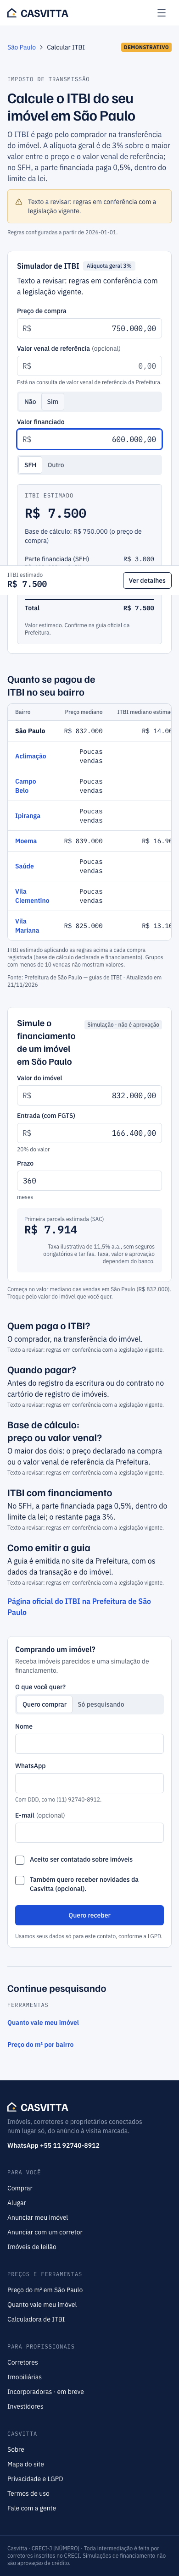 CASVITTA
São Paulo > Calcular ITBI DEMONSTRATIVO
IMPOSTO DE TRANSMISSÃO
Calcule o ITBI do seu
imóvel em São Paulo
O ITBI é pago pelo comprador na transferência
do imóvel. A alíquota geral é de 3% sobre o maior
valor entre o preço e o valor venal de referência;
no SFH, a parte financiada paga 0,5%, dentro do
limite da lei.
Texto a revisar: regras em conferência com a
legislação vigente.
Regras configuradas a partir de 2026-01-01.
Simulador de ITBI Alíquota geral 3%
Texto a revisar: regras em conferência com
a legislação vigente.
Preço de compra
R$ 750.000,00
Valor venal de referência (opcional)
R$ 0,00
Está na consulta de valor venal de referência da Prefeitura.
Não Sim
Valor financiado
R$ 600.000,00
SFH Outro
ITBI ESTIMADO
R$ 7.500
Base de cálculo: R$ 750.000 (o preço de
compra)
Parte financiada (SFH) R$ 3.000
ITBI estimado
R$ 7.500
Ver detalhes
Total R$ 7.500
Valor estimado. Confirme na guia oficial da
Prefeitura.
Quanto se pagou de
ITBI no seu bairro
Bairro Preço mediano ITBI mediano estimad
São Paulo R$ 832.000 R$ 14.00
Aclimação Poucas
vendas
Campo
Belo
Poucas
vendas
Ipiranga Poucas
vendas
Moema R$ 839.000 R$ 16.90
Saúde Poucas
vendas
Vila
Clementino
Poucas
vendas
Vila
Mariana
R$ 825.000 R$ 13.10
ITBI estimado aplicando as regras acima a cada compra
registrada (base de cálculo declarada e financiamento). Grupos
com menos de 10 vendas não mostram valores.
Fonte: Prefeitura de São Paulo — guias de ITBI · Atualizado em
21/11/2026
Simule o
financiamento
de um imóvel
em São Paulo
Simulação · não é aprovação
Valor do imóvel
R$ 832.000,00
Entrada (com FGTS)
R$ 166.400,00
20% do valor
Prazo
360
meses
Primeira parcela estimada (SAC)
R$ 7.914
Taxa ilustrativa de 11,5% a.a., sem seguros
obrigatórios e tarifas. Taxa, valor e aprovação
dependem do banco.
Começa no valor mediano das vendas em São Paulo (R$ 832.000).
Troque pelo valor do imóvel que você quer.
Quem paga o ITBI?
O comprador, na transferência do imóvel.
Texto a revisar: regras em conferência com a legislação vigente.
Quando pagar?
Antes do registro da escritura ou do contrato no
cartório de registro de imóveis.
Texto a revisar: regras em conferência com a legislação vigente.
Base de cálculo:
preço ou valor venal?
O maior dos dois: o preço declarado na compra
ou o valor venal de referência da Prefeitura.
Texto a revisar: regras em conferência com a legislação vigente.
ITBI com financiamento
No SFH, a parte financiada paga 0,5%, dentro do
limite da lei; o restante paga 3%.
Texto a revisar: regras em conferência com a legislação vigente.
Como emitir a guia
A guia é emitida no site da Prefeitura, com os
dados da transação e do imóvel.
Texto a revisar: regras em conferência com a legislação vigente.
Página oficial do ITBI na Prefeitura de São
Paulo
Comprando um imóvel?
Receba imóveis parecidos e uma simulação de
financiamento.
O que você quer?
Quero comprar Só pesquisando
Nome
WhatsApp
Com DDD, como (11) 92740-8912.
E-mail (opcional)
Aceito ser contatado sobre imóveis
Também quero receber novidades da
Casvitta (opcional).
Quero receber
Usamos seus dados só para este contato, conforme a LGPD.
Continue pesquisando
FERRAMENTAS
Quanto vale meu imóvel
Preço do m² por bairro
CASVITTA
Imóveis, corretores e proprietários conectados
num lugar só, do anúncio à visita marcada.
WhatsApp +55 11 92740-8912
PARA VOCÊ
Comprar
Alugar
Anunciar meu imóvel
Anunciar com um corretor
Imóveis de leilão
PREÇOS E FERRAMENTAS
Preço do m² em São Paulo
Quanto vale meu imóvel
Calculadora de ITBI
PARA PROFISSIONAIS
Corretores
Imobiliárias
Incorporadoras · em breve
Investidores
CASVITTA
Sobre
Mapa do site
Privacidade e LGPD
Termos de uso
Fale com a gente
Casvitta · CRECI-J [NÚMERO] · Toda intermediação é feita por
corretores inscritos no CRECI. Simulações de financiamento não
são aprovação de crédito.